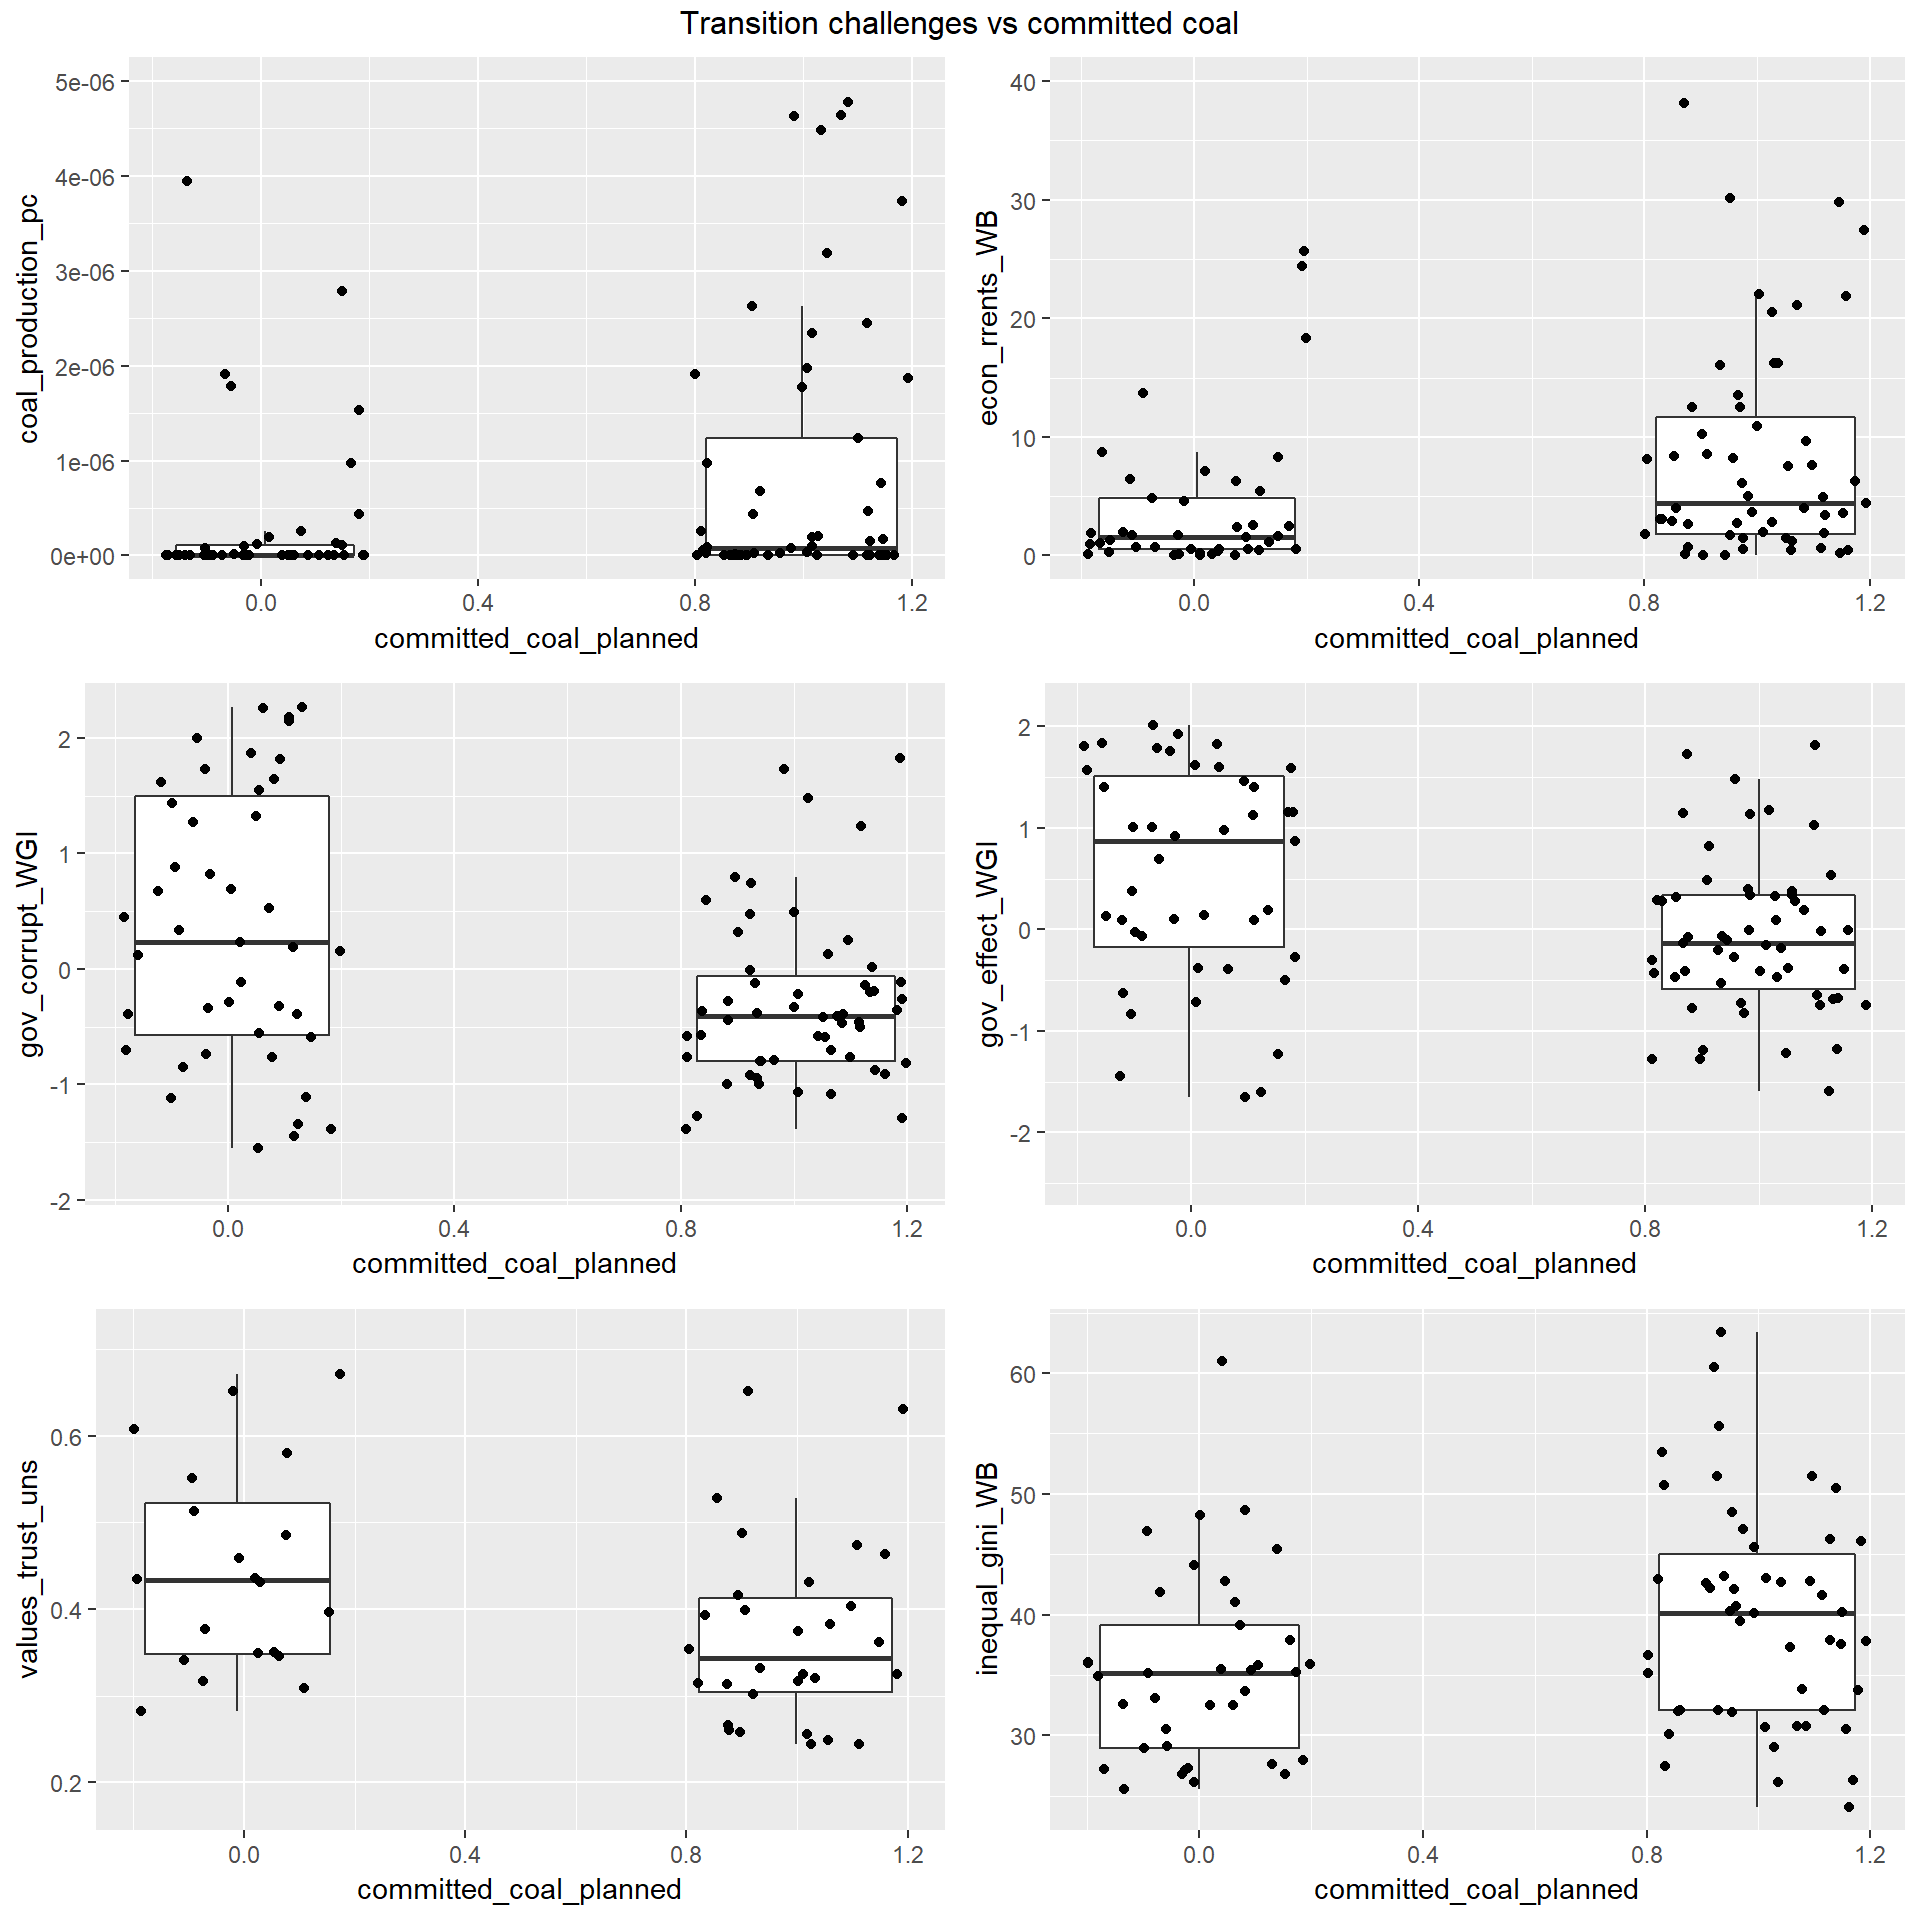 Transition challenges vs committed coal
5e-06
4e-06
3e-06
2e-06
1e-06
0e+00
coal_production_pc
0.0 0.4 0.8 1.2
committed_coal_planned
40
30
20
10
0
econ_rrents_WB
0.0 0.4 0.8 1.2
committed_coal_planned
2
1
0
-1
-2
gov_corrupt_WGI
0.0 0.4 0.8 1.2
committed_coal_planned
2
1
0
-1
-2
gov_effect_WGI
0.0 0.4 0.8 1.2
committed_coal_planned
0.6
0.4
0.2
values_trust_uns
0.0 0.4 0.8 1.2
committed_coal_planned
60
50
40
30
inequal_gini_WB
0.0 0.4 0.8 1.2
committed_coal_planned